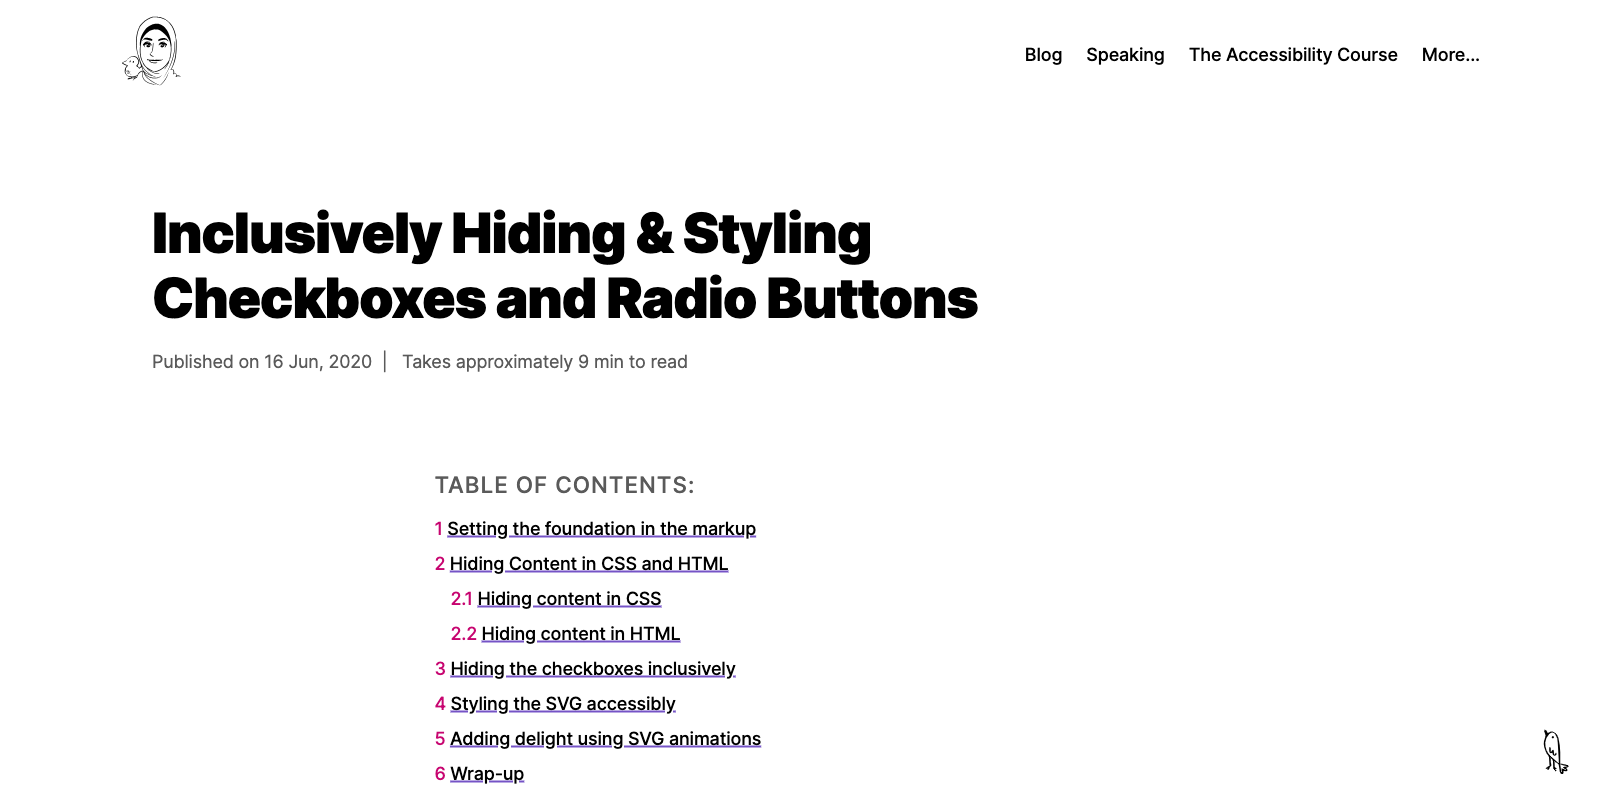 Blog Speaking The Accessibility Course More...
Inclusively Hiding & Styling
Checkboxes and Radio Buttons
Published on 16 Jun, 2020 | Takes approximately 9 min to read
TABLE OF CONTENTS:
1 Setting the foundation in the markup
2 Hiding Content in CSS and HTML
2.1 Hiding content in CSS
2.2 Hiding content in HTML
3 Hiding the checkboxes inclusively
4 Styling the SVG accessibly
5 Adding delight using SVG animations
6 Wrap-up